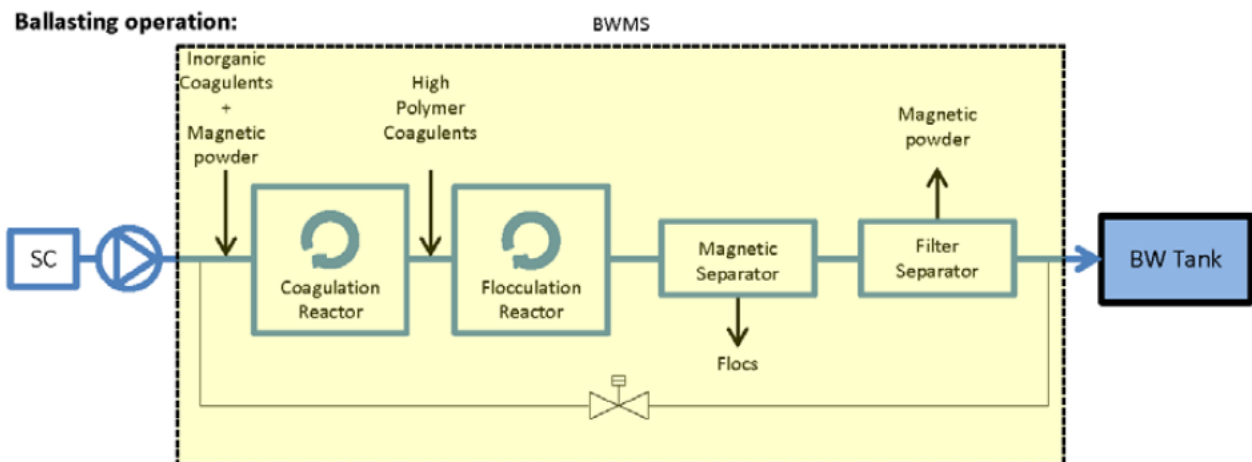 Ballasting operation:
BWMS
Inorganic
Coagulents
+
Magnetic
powder
High
Polymer
Coagulents
Magnetic
powder
SC
Coagulation
Reactor
Flocculation
Reactor
Magnetic
Separator
Filter
Separator
BW Tank
Flocs